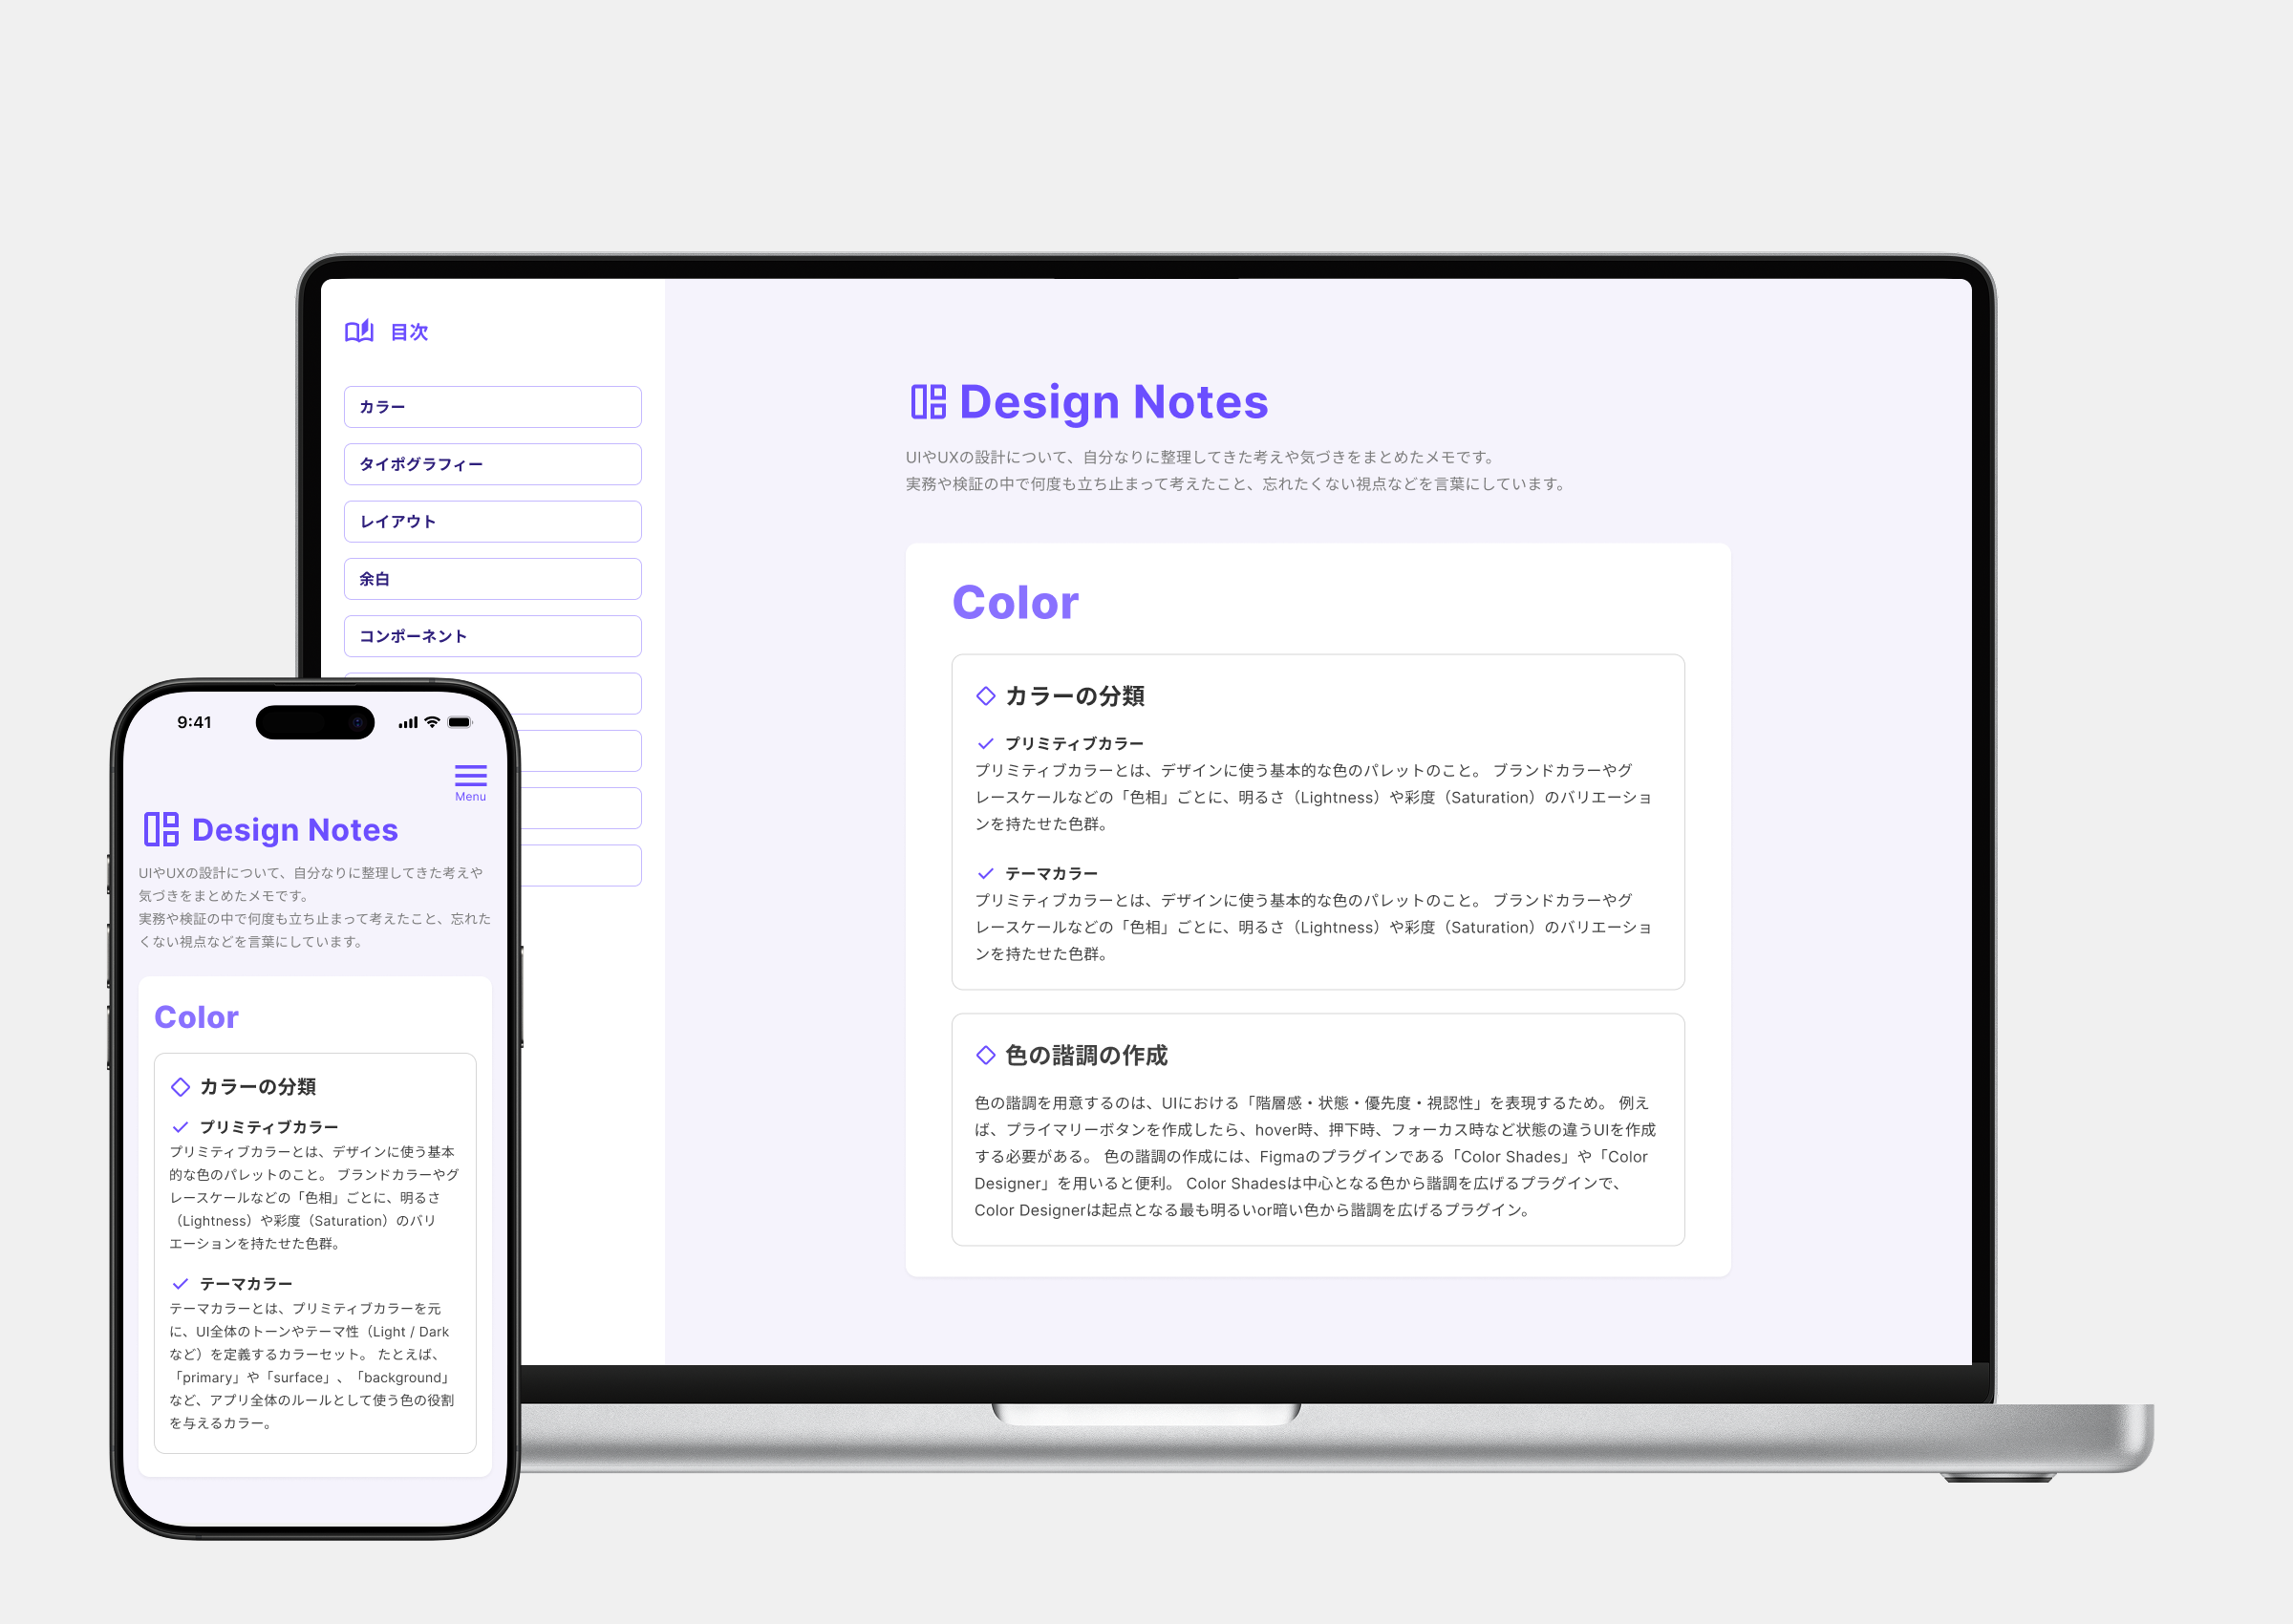 目次
カラー
タイポグラフィー
レイアウト
余白
コンポーネント
Design Notes
UIやUXの設計について、自分なりに整理してきた考えや気づきをまとめたメモです。
実務や検証の中で何度も立ち止まって考えたこと、忘れたくない視点などを言葉にしています。
Color
カラーの分類
プリミティブカラー
プリミティブカラーとは、デザインに使う基本的な色のパレットのこと。 ブランドカラーやグ
レースケールなどの「色相」ごとに、明るさ（Lightness）や彩度（Saturation）のバリエーショ
ンを持たせた色群。
テーマカラー
プリミティブカラーとは、デザインに使う基本的な色のパレットのこと。 ブランドカラーやグ
レースケールなどの「色相」ごとに、明るさ（Lightness）や彩度（Saturation）のバリエーショ
ンを持たせた色群。
色の諧調の作成
色の諧調を用意するのは、UIにおける「階層感・状態・優先度・視認性」を表現するため。 例え
ば、プライマリーボタンを作成したら、hover時、押下時、フォーカス時など状態の違うUIを作成
する必要がある。 色の諧調の作成には、Figmaのプラグインである「Color Shades」や「Color
Designer」を用いると便利。 Color Shadesは中心となる色から諧調を広げるプラグインで、
Color Designerは起点となる最も明るいor暗い色から諧調を広げるプラグイン。
9:41
Menu
Design Notes
UIやUXの設計について、自分なりに整理してきた考えや
気づきをまとめたメモです。
実務や検証の中で何度も立ち止まって考えたこと、忘れた
くない視点などを言葉にしています。
Color
カラーの分類
プリミティブカラー
プリミティブカラーとは、デザインに使う基本
的な色のパレットのこと。 ブランドカラーやグ
レースケールなどの「色相」ごとに、明るさ
（Lightness）や彩度（Saturation）のバリ
エーションを持たせた色群。
テーマカラー
テーマカラーとは、プリミティブカラーを元
に、UI全体のトーンやテーマ性（Light / Dark
など）を定義するカラーセット。 たとえば、
「primary」や「surface」、「background」
など、アプリ全体のルールとして使う色の役割
を与えるカラー。